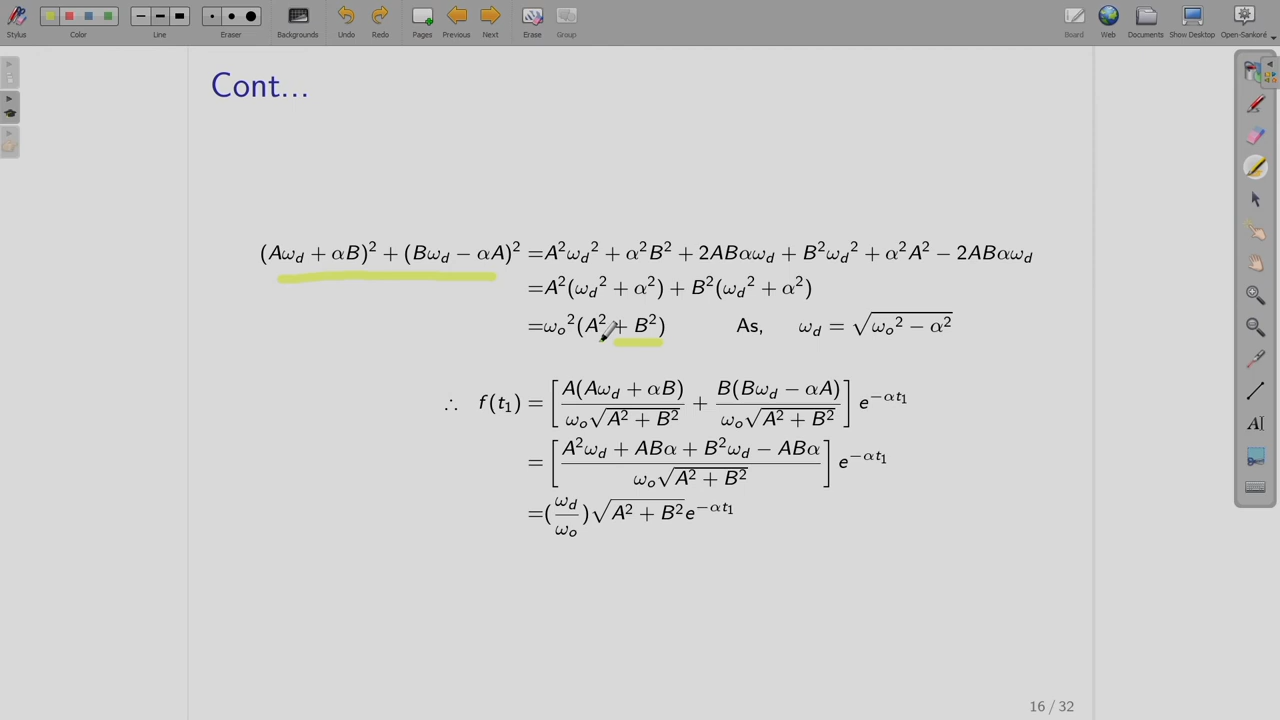 Stylus Color Line Eraser Backgrounds Undo Redo Pages Previous Next Erase Group Board Web Documents Show Desktop Open-Sankoré
Cont...
(Aω_d + αB)² + (Bω_d − αA)² =A²ω_d² + α²B² + 2ABαω_d + B²ω_d² + α²A² − 2ABαω_d
=A²(ω_d² + α²) + B²(ω_d² + α²)
=ω_o²(A² + B²) As, ω_d = √(ω_o² − α²)
∴ f(t₁) = [A(Aω_d + αB)/(ω_o√(A² + B²)) + B(Bω_d − αA)/(ω_o√(A² + B²))] e^(−αt₁)
= [(A²ω_d + ABα + B²ω_d − ABα)/(ω_o√(A² + B²))] e^(−αt₁)
=(ω_d/ω_o)√(A² + B²)e^(−αt₁)
16 / 32